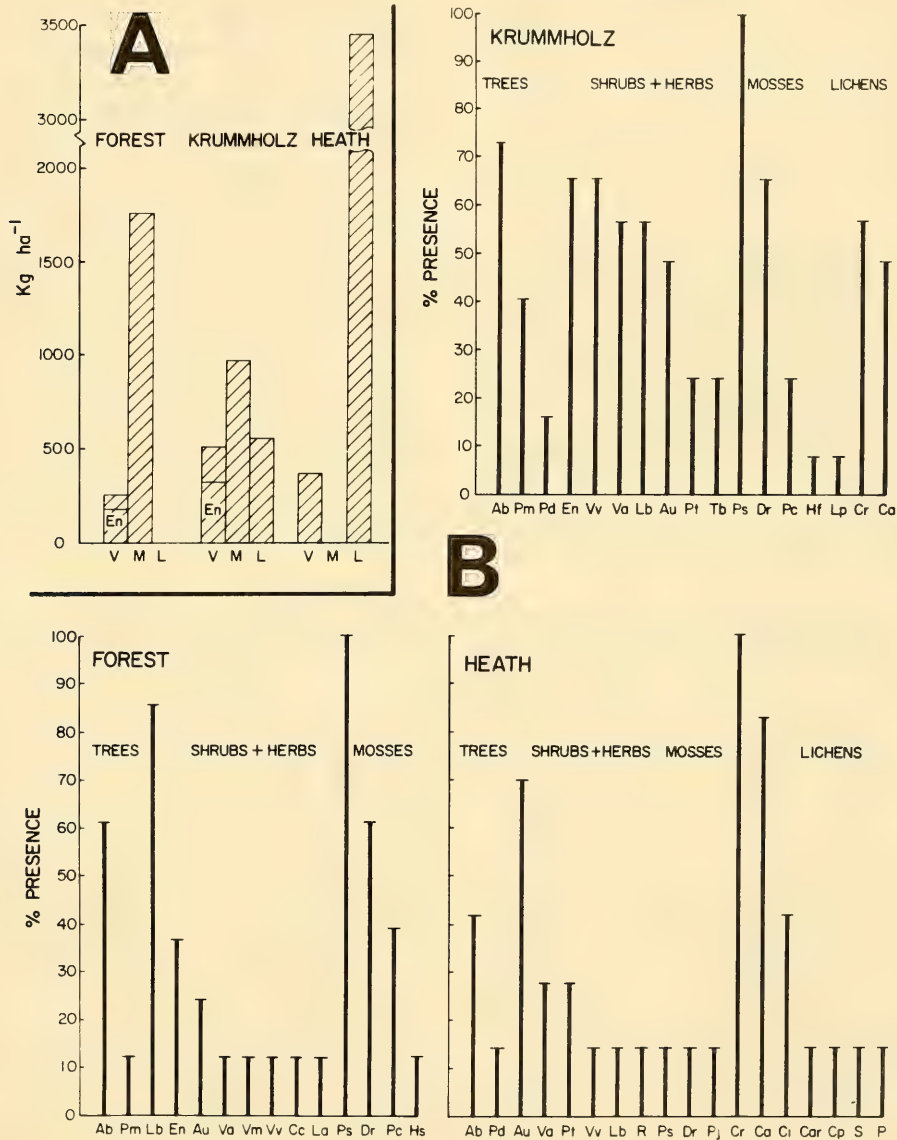 A
3500
3000
2000
1500
1000
500
0
Kg ha⁻¹
FOREST KRUMMHOLZ HEATH
En
En
V M L V M L V M L
KRUMMHOLZ
TREES SHRUBS + HERBS MOSSES LICHENS
100
90
80
70
60
50
40
30
20
10
0
% PRESENCE
Ab Pm Pd En Vv Va Lb Au Pt Tb Ps Dr Pc Hf Lp Cr Ca
B
FOREST
TREES SHRUBS + HERBS MOSSES
100
90
80
70
60
50
40
30
20
10
0
% PRESENCE
Ab Pm Lb En Au Va Vm Vv Cc La Ps Dr Pc Hs
HEATH
TREES SHRUBS+HERBS MOSSES LICHENS
Ab Pd Au Va Pt Vv Lb R Ps Dr Pj Cr Ca Ci Car Cp S P